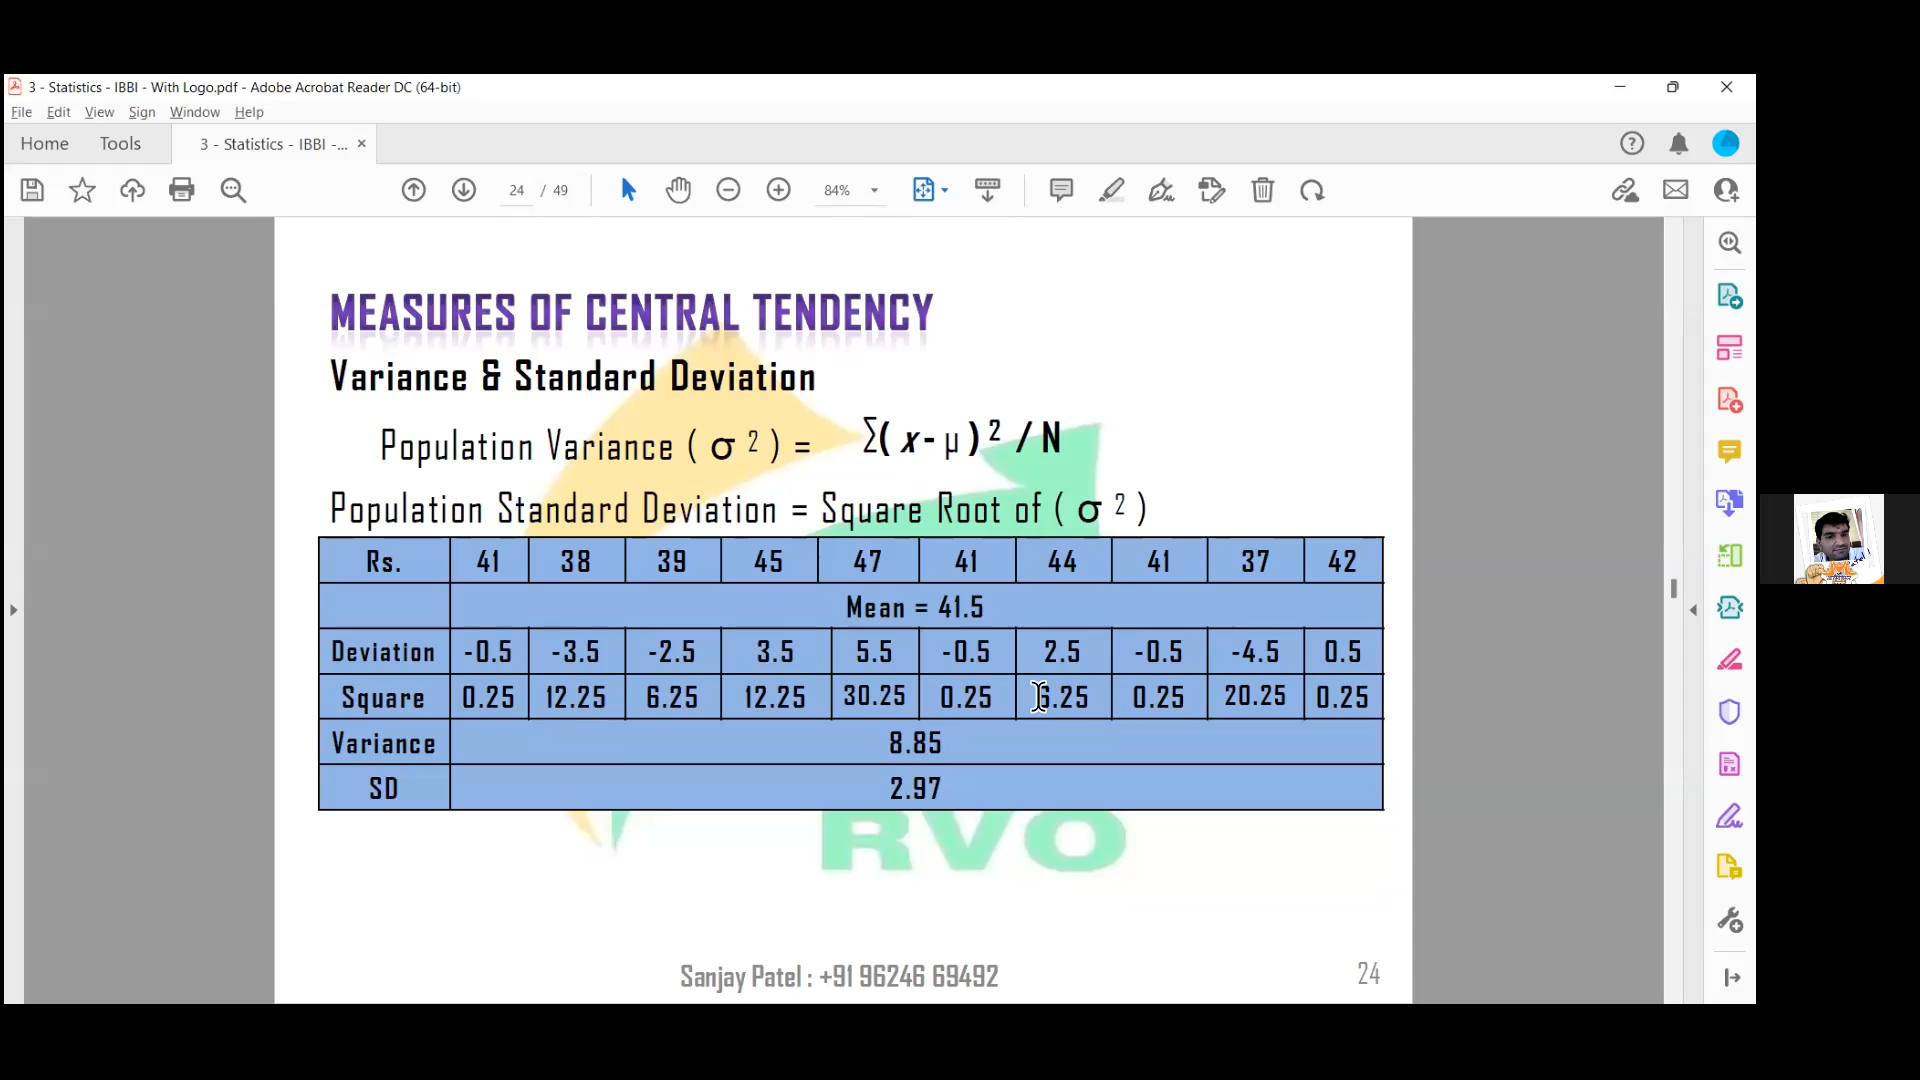 3 - Statistics - IBBI - With Logo.pdf - Adobe Acrobat Reader DC (64-bit)
File Edit View Sign Window Help
Home Tools 3 - Statistics - IBBI -...
24 / 49 84%
MEASURES OF CENTRAL TENDENCY
Variance & Standard Deviation
Population Variance ( σ 2 ) = ∑( x- μ ) 2 / N
Population Standard Deviation = Square Root of ( σ 2 )
Rs. 41 38 39 45 47 41 44 41 37 42
Mean = 41.5
Deviation -0.5 -3.5 -2.5 3.5 5.5 -0.5 2.5 -0.5 -4.5 0.5
Square 0.25 12.25 6.25 12.25 30.25 0.25 6.25 0.25 20.25 0.25
Variance 8.85
SD 2.97
RVO
Sanjay Patel : +91 96246 69492 24